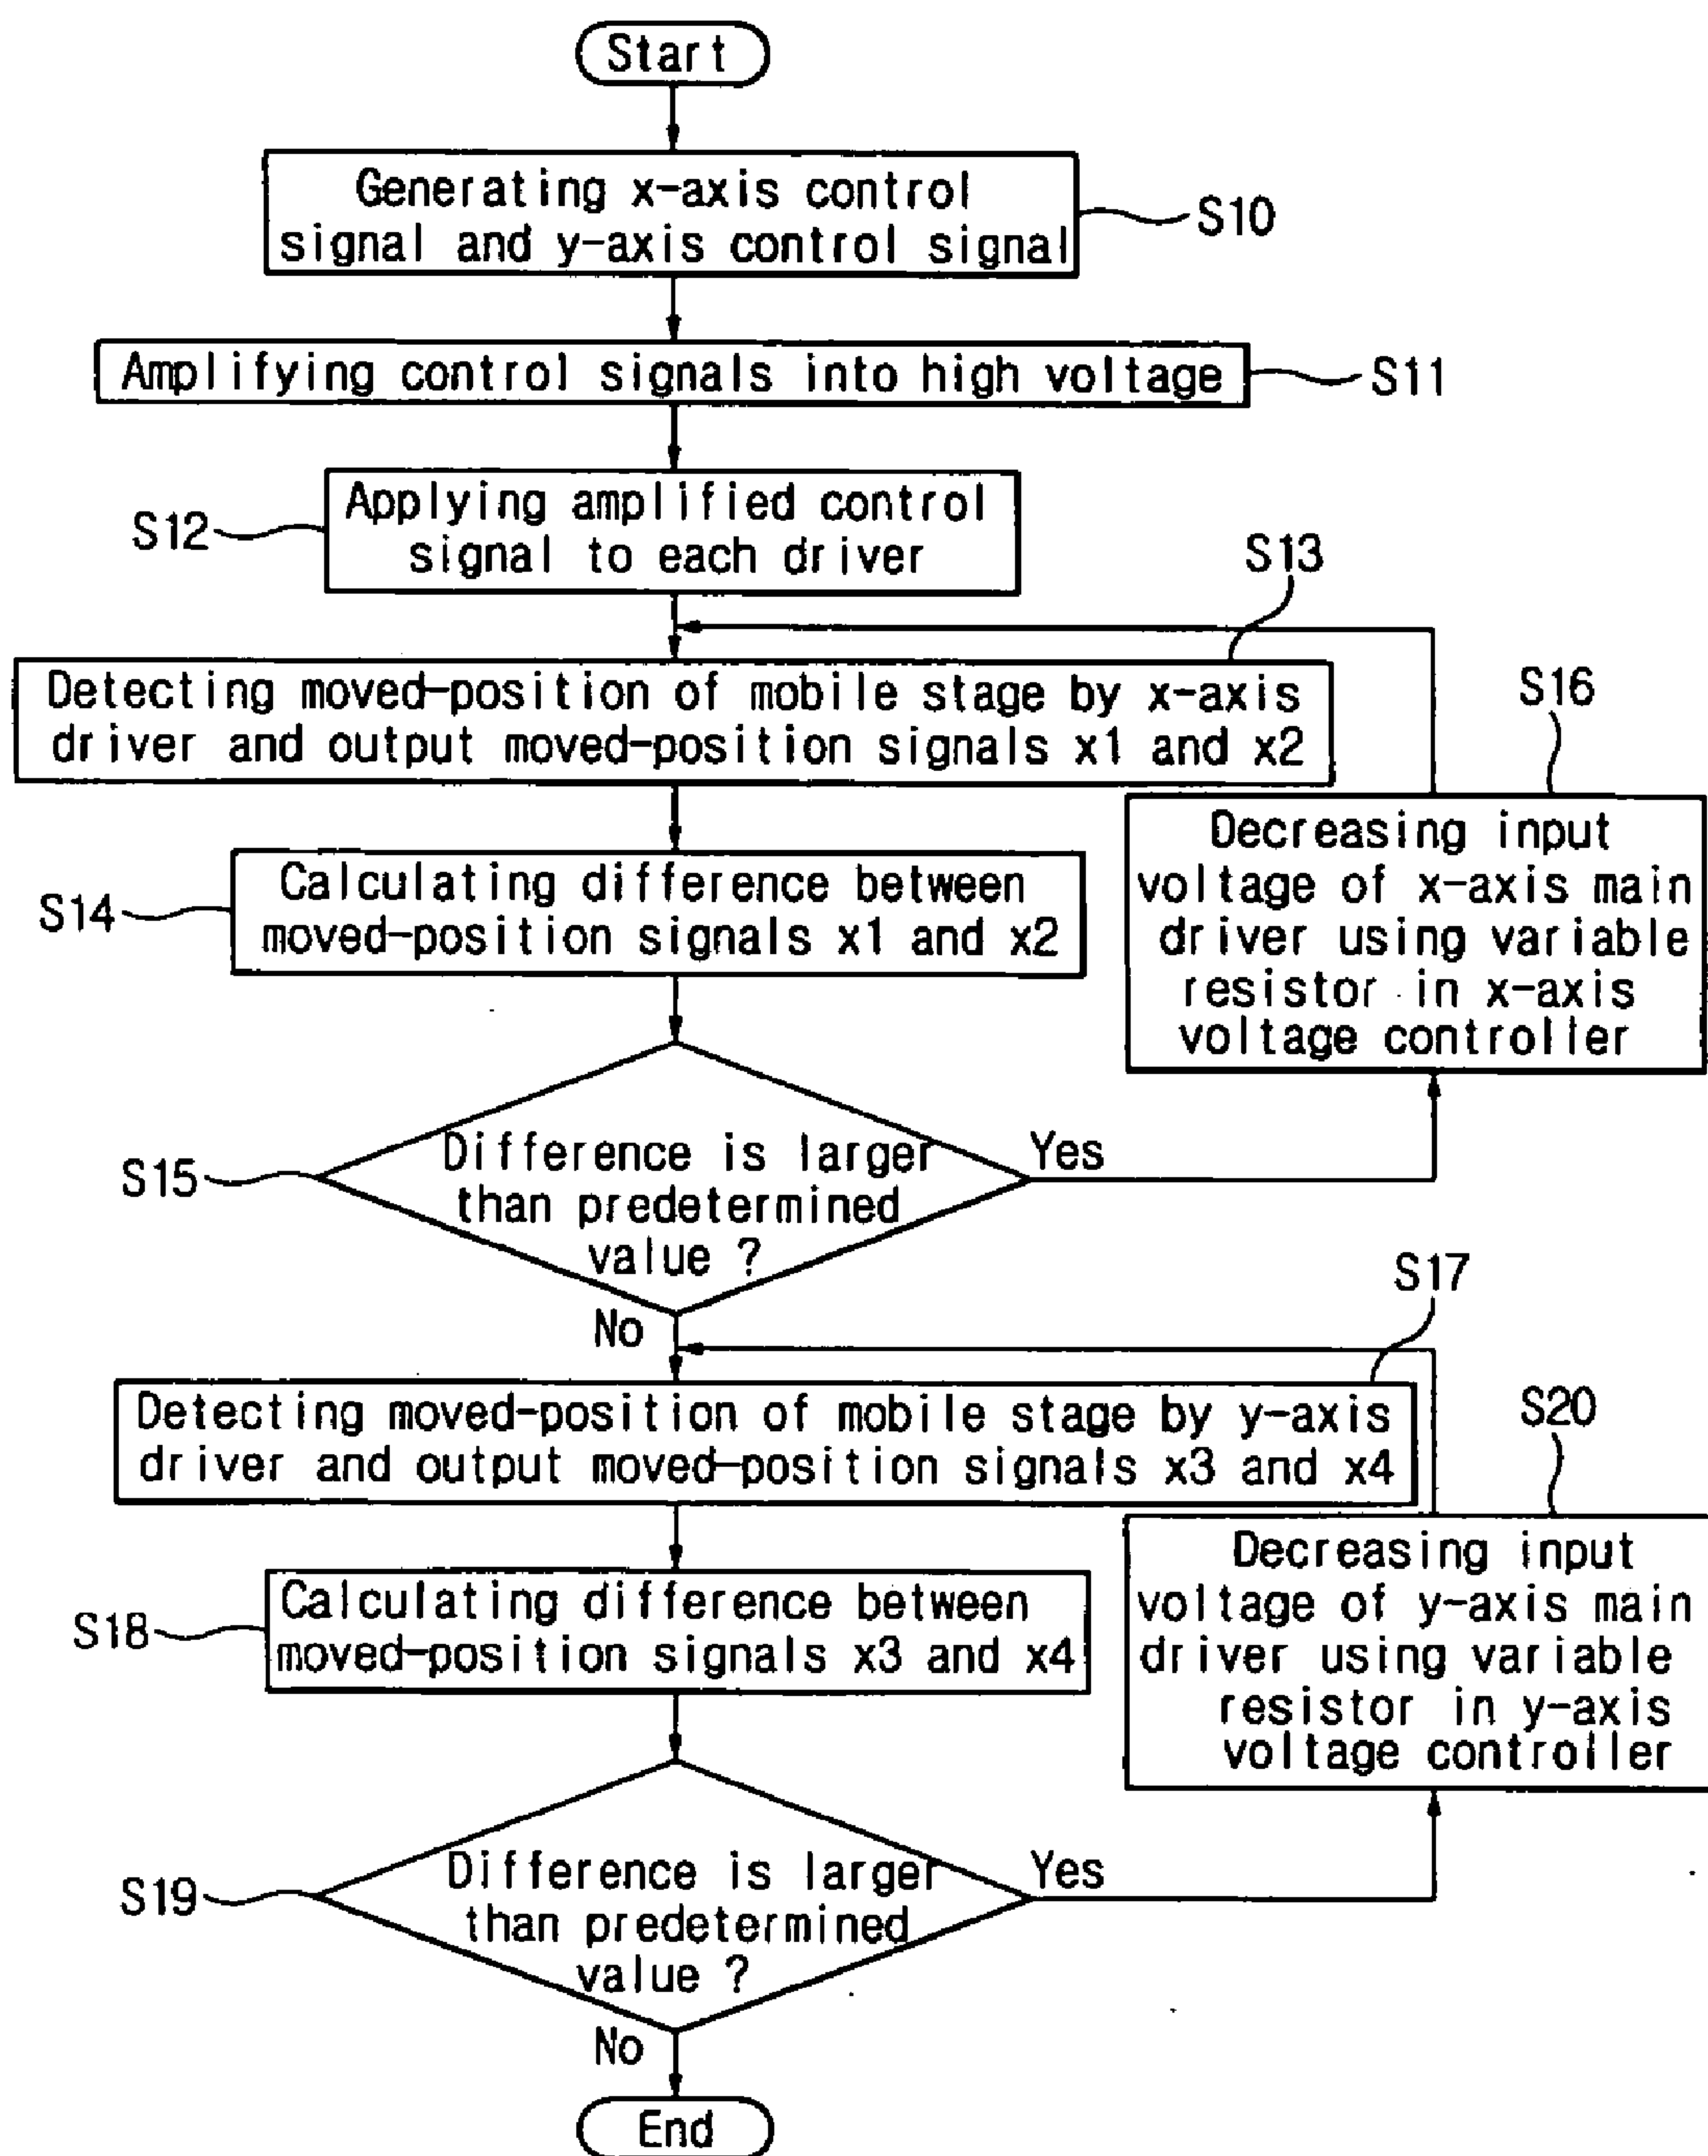 Start
Generating x-axis control
signal and y-axis control signal
S10
Amplifying control signals into high voltage
S11
S12
Applying amplified control
signal to each driver
S13
Detecting moved-position of mobile stage by x-axis
driver and output moved-position signals x1 and x2
S16
Decreasing input
voltage of x-axis main
driver using variable
resistor in x-axis
voltage controller
S14
Calculating difference between
moved-position signals x1 and x2
S15
Difference is larger
than predetermined
value ?
Yes
No
S17
Detecting moved-position of mobile stage by y-axis
driver and output moved-position signals x3 and x4
S20
Decreasing input
voltage of y-axis main
driver using variable
resistor in y-axis
voltage controller
S18
Calculating difference between
moved-position signals x3 and x4
S19
Difference is larger
than predetermined
value ?
Yes
No
End